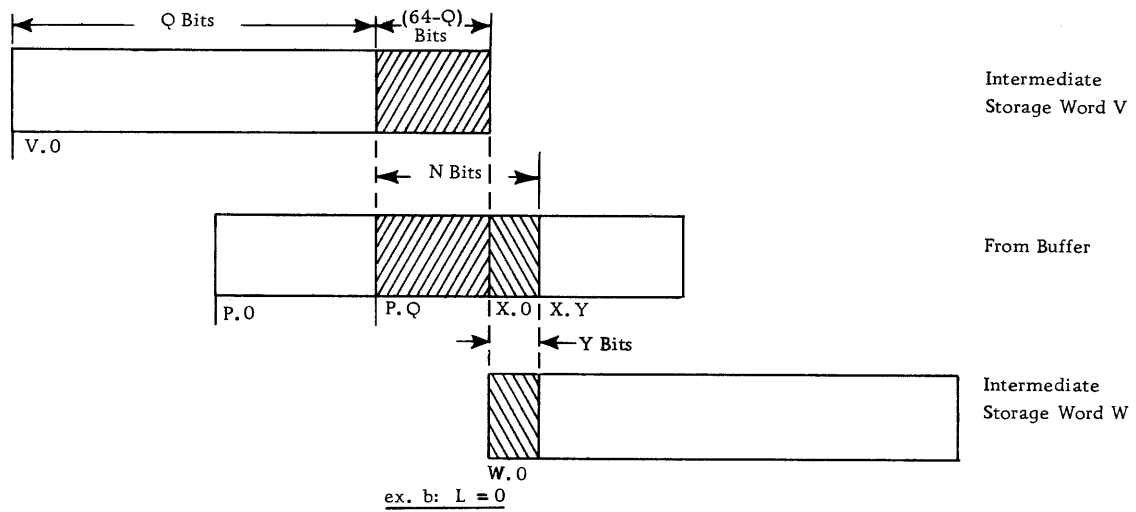 Q Bits
(64-Q)
Bits
Intermediate
Storage Word V
V.0
N Bits
From Buffer
P.0
P.Q
X.0
X.Y
Y Bits
Intermediate
Storage Word W
W.0
ex. b: L = 0